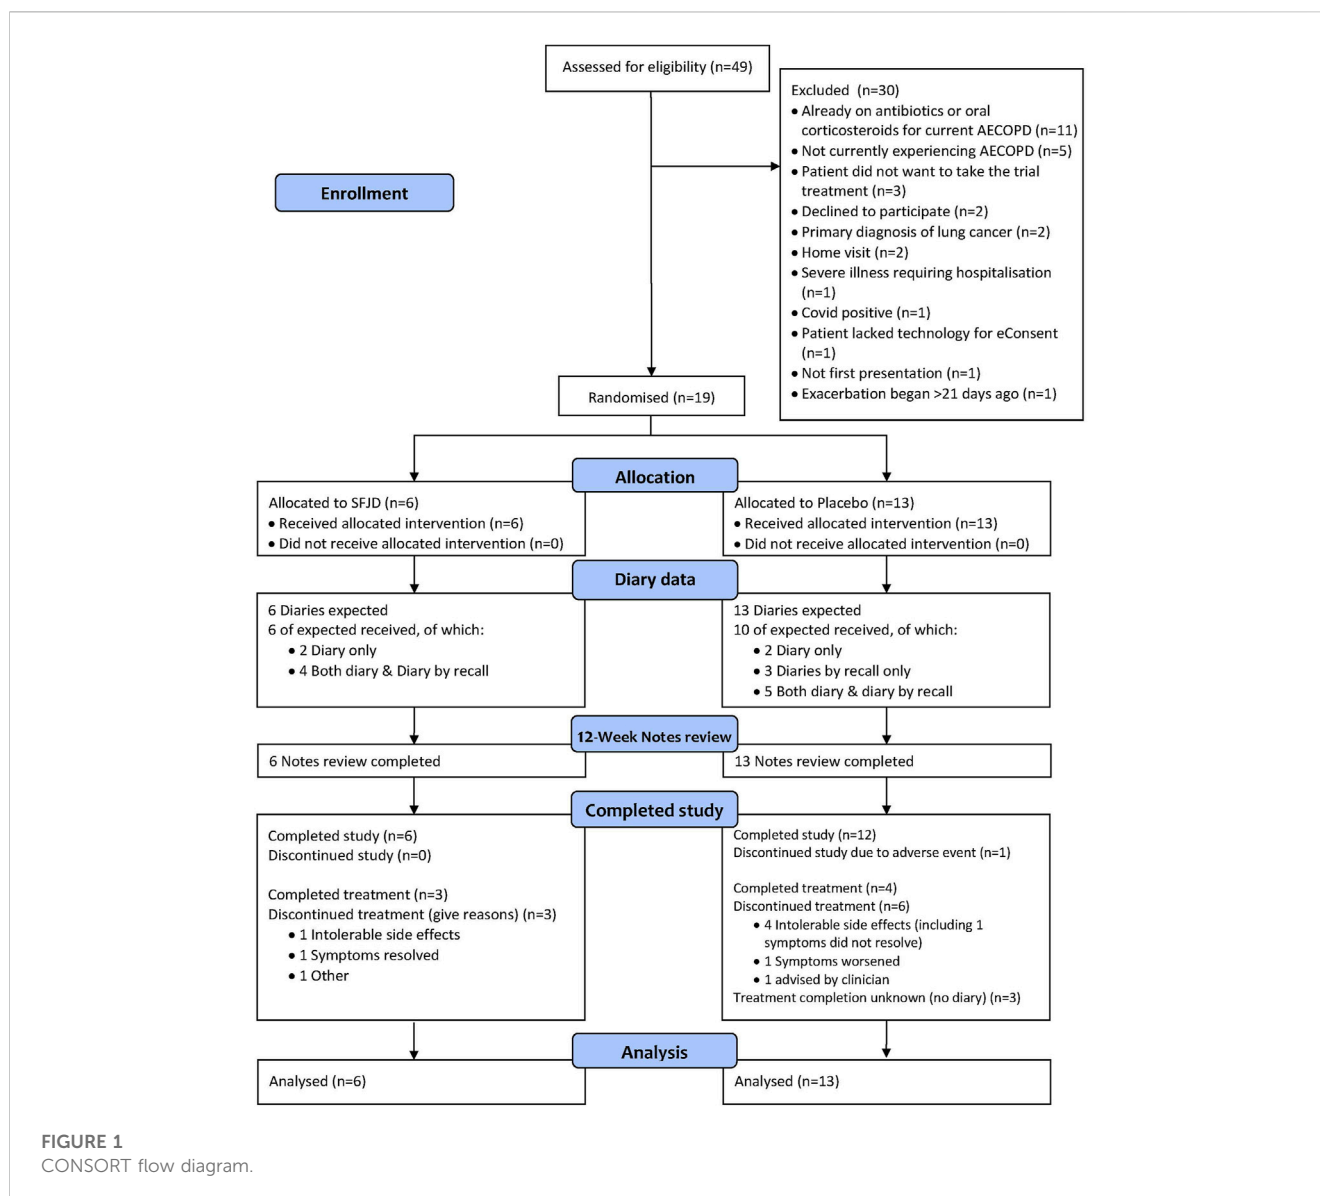 Assessed for eligibility (n=49)
Excluded  (n=30)
• Already on antibiotics or oral
corticosteroids for current AECOPD (n=11)
• Not currently experiencing AECOPD (n=5)
• Patient did not want to take the trial
treatment (n=3)
• Declined to participate (n=2)
• Primary diagnosis of lung cancer (n=2)
• Home visit (n=2)
• Severe illness requiring hospitalisation
(n=1)
• Covid positive (n=1)
• Patient lacked technology for eConsent
(n=1)
• Not first presentation (n=1)
• Exacerbation began >21 days ago (n=1)
Enrollment
Randomised (n=19)
Allocation
Allocated to SFJD (n=6)
• Received allocated intervention (n=6)
• Did not receive allocated intervention (n=0)
Allocated to Placebo (n=13)
• Received allocated intervention (n=13)
• Did not receive allocated intervention (n=0)
Diary data
6 Diaries expected
6 of expected received, of which:
• 2 Diary only
• 4 Both diary & Diary by recall
13 Diaries expected
10 of expected received, of which:
• 2 Diary only
• 3 Diaries by recall only
• 5 Both diary & diary by recall
12-Week Notes review
6 Notes review completed
13 Notes review completed
Completed study
Completed study (n=6)
Discontinued study (n=0)
Completed treatment (n=3)
Discontinued treatment (give reasons) (n=3)
• 1 Intolerable side effects
• 1 Symptoms resolved
• 1 Other
Completed study (n=12)
Discontinued study due to adverse event (n=1)
Completed treatment (n=4)
Discontinued treatment (n=6)
• 4 Intolerable side effects (including 1
symptoms did not resolve)
• 1 Symptoms worsened
• 1 advised by clinician
Treatment completion unknown (no diary) (n=3)
Analysis
Analysed (n=6)
Analysed (n=13)
FIGURE 1
CONSORT flow diagram.